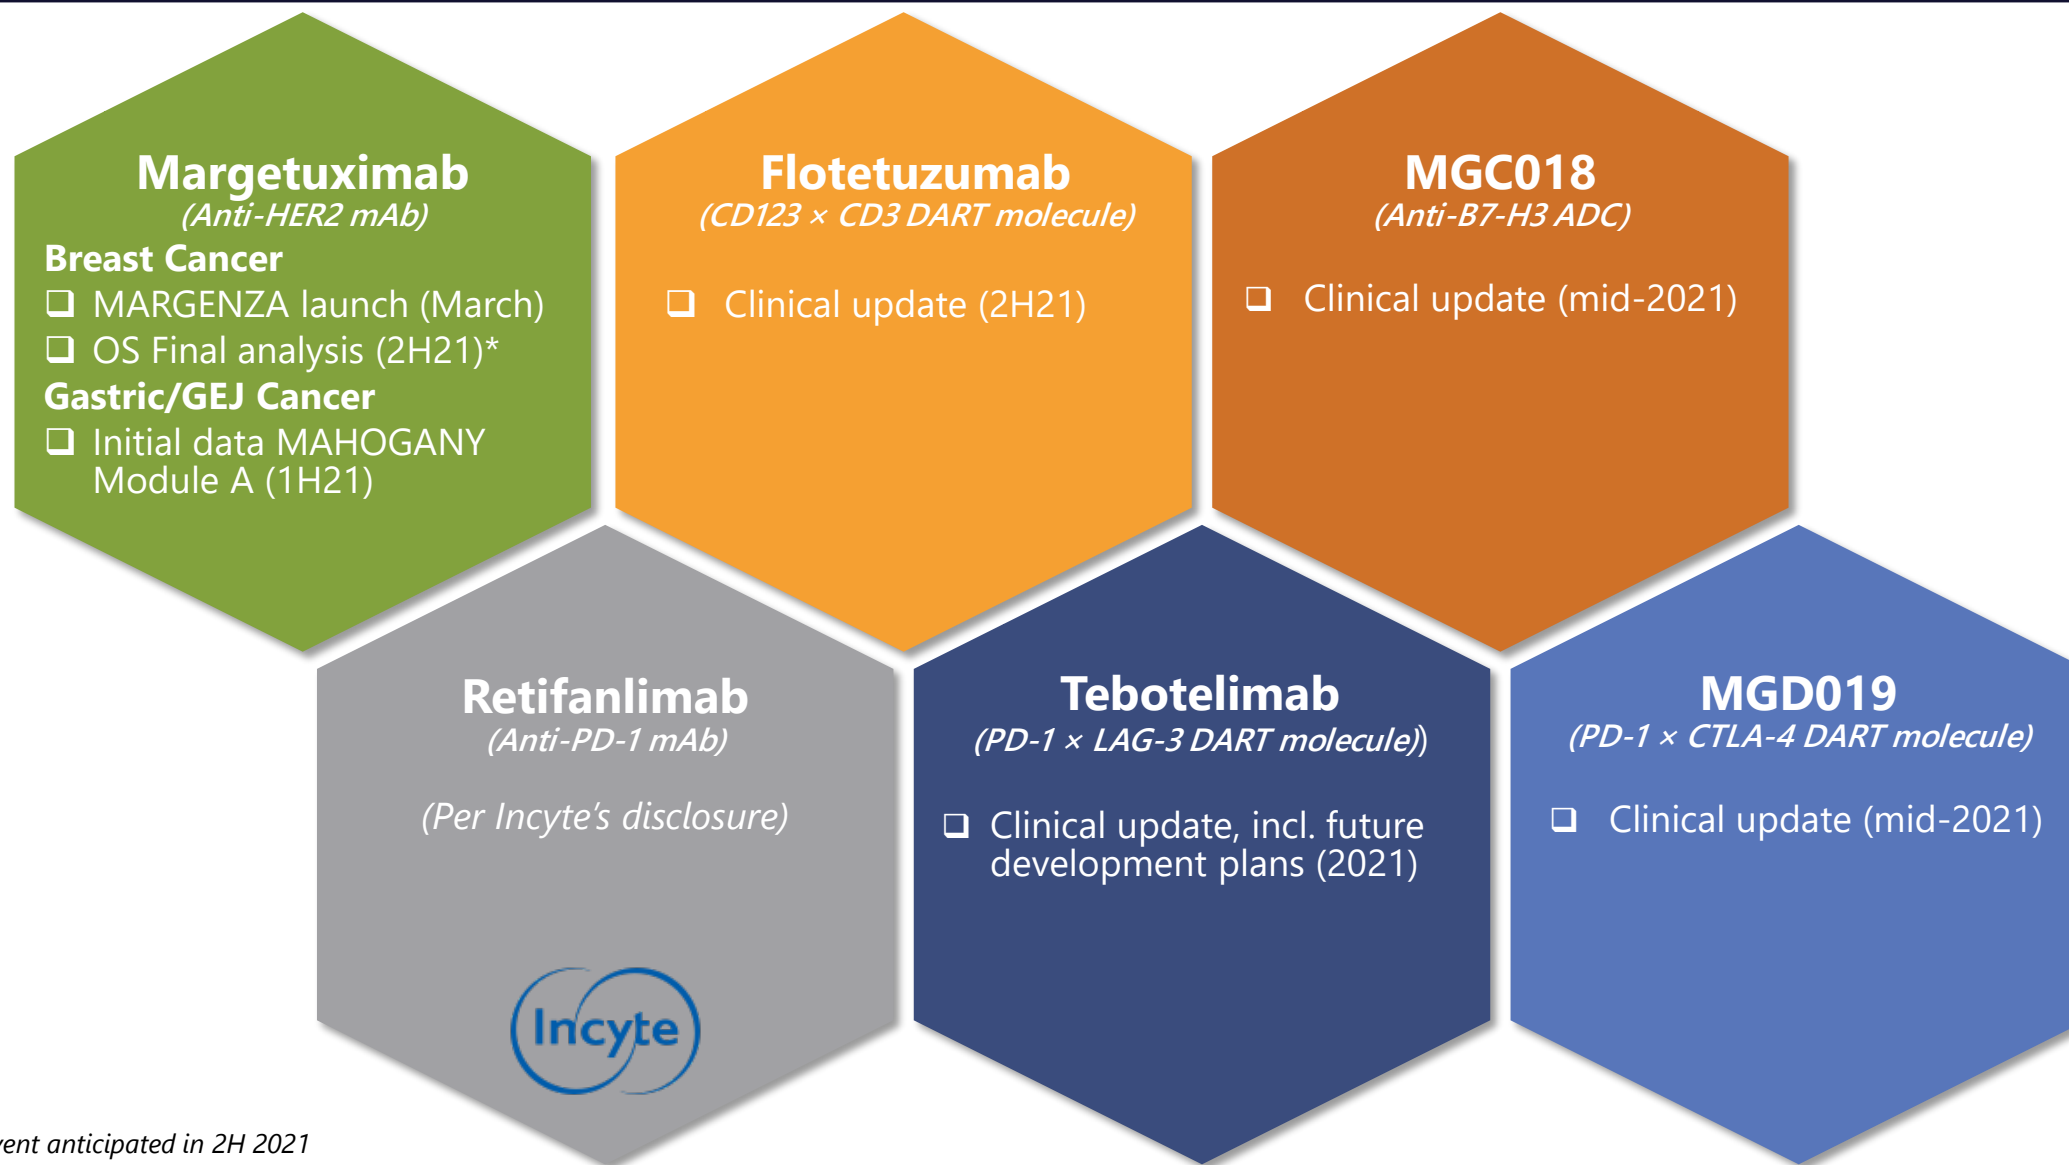 Margetuximab
(Anti-HER2 mAb)
Breast Cancer
❑ MARGENZA launch (March)
❑ OS Final analysis (2H21)*
Gastric/GEJ Cancer
❑ Initial data MAHOGANY
Module A (1H21)
Flotetuzumab
(CD123 × CD3 DART molecule)
❑ Clinical update (2H21)
MGC018
(Anti-B7-H3 ADC)
❑ Clinical update (mid-2021)
Retifanlimab
(Anti-PD-1 mAb)
(Per Incyte’s disclosure)
Incyte
Tebotelimab
(PD-1 × LAG-3 DART molecule))
❑ Clinical update, incl. future
development plans (2021)
MGD019
(PD-1 × CTLA-4 DART molecule)
❑ Clinical update (mid-2021)
anticipated in 2H 2021